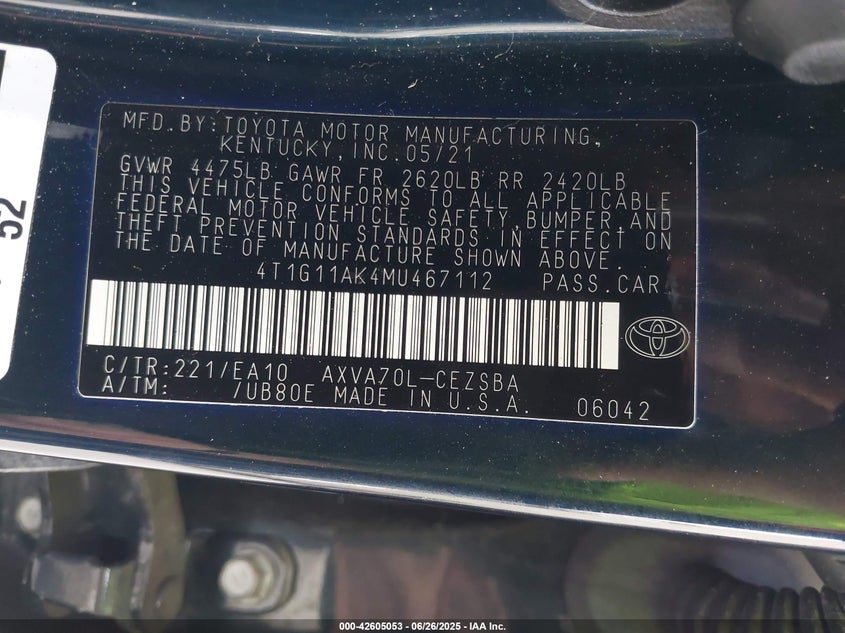 52
MFD.BY:TOYOTA MOTOR MANUFACTURING,
KENTUCKY, INC.05/21
GVWR 4475LB GAWR FR 2620LB RR 2420LB
THIS VEHICLE CONFORMS TO ALL APPLICABLE
FEDERAL MOTOR VEHICLE SAFETY, BUMPER,AND
THEFT PREVENTION STANDARDS IN EFFECT ON
THE DATE OF MANUFACTURE SHOWN ABOVE.
4T1G11AK4MU467112 PASS.CAR
C/TR:221/EA10 AXVA70L-CEZSBA
A/TM: /UB80E MADE IN U.S.A. 06042
000-42605053 - 06/26/2025 - IAA Inc.